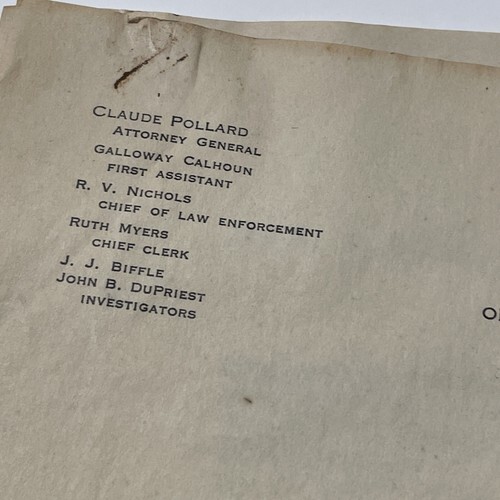 CLAUDE POLLARD
ATTORNEY GENERAL
GALLOWAY CALHOUN
FIRST ASSISTANT
R. V. NICHOLS
CHIEF OF LAW ENFORCEMENT
RUTH MYERS
CHIEF CLERK
J. J. BIFFLE
JOHN B. DUPRIEST
INVESTIGATORS